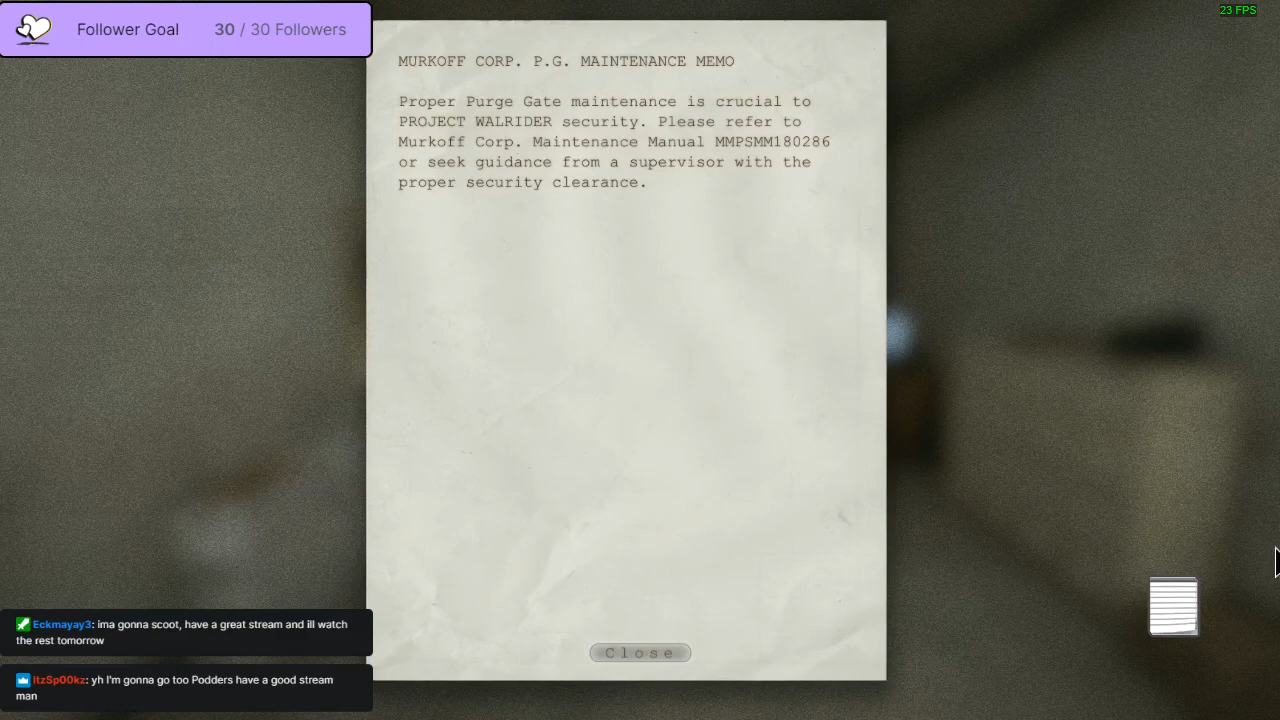 Follower Goal 30 / 30 Followers
23 FPS
MURKOFF CORP. P.G. MAINTENANCE MEMO
Proper Purge Gate maintenance is crucial to
PROJECT WALRIDER security. Please refer to
Murkoff Corp. Maintenance Manual MMPSMM180286
or seek guidance from a supervisor with the
proper security clearance.
Eckmayay3: ima gonna scoot, have a great stream and ill watch
the rest tomorrow
Close
ItzSp00kz: yh I'm gonna go too Podders have a good stream
man